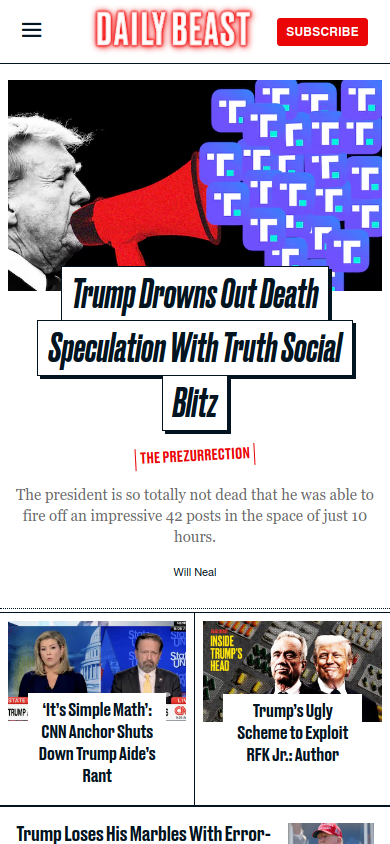 DAILY BEAST
SUBSCRIBE
Trump Drowns Out Death
Speculation With Truth Social
Blitz
THE PREZURRECTION
The president is so totally not dead that he was able to
fire off an impressive 42 posts in the space of just 10
hours.
Will Neal
INSIDE
TRUMP'S
HEAD
‘It’s Simple Math’:
CNN Anchor Shuts
Down Trump Aide’s
Rant
Trump’s Ugly
Scheme to Exploit
RFK Jr.: Author
Trump Loses His Marbles With Error-